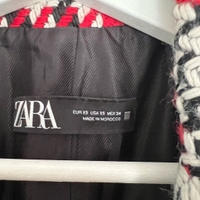 ZARA
EUR XS USA XS MEX 24
MADE IN MOROCCO